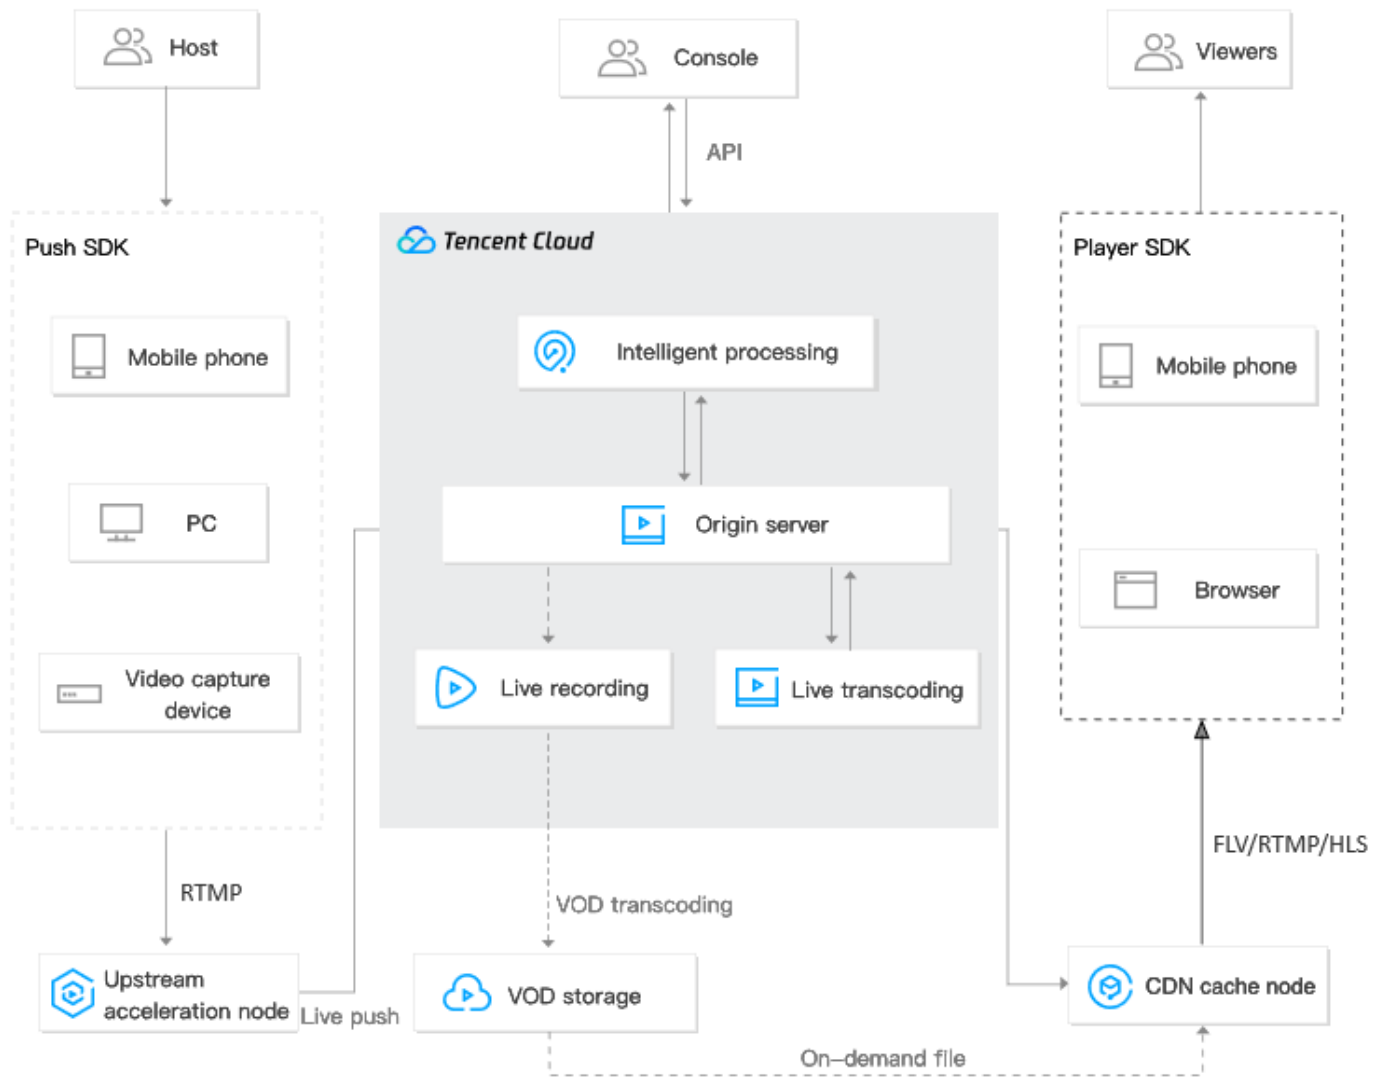 Host
Console
Viewers
API
Push SDK
Tencent Cloud
Player SDK
Mobile phone
Intelligent processing
Mobile phone
PC
Origin server
Browser
Video capture
device
Live recording
Live transcoding
FLV/RTMP/HLS
RTMP
VOD transcoding
Upstream
acceleration node
Live push
VOD storage
CDN cache node
On-demand file